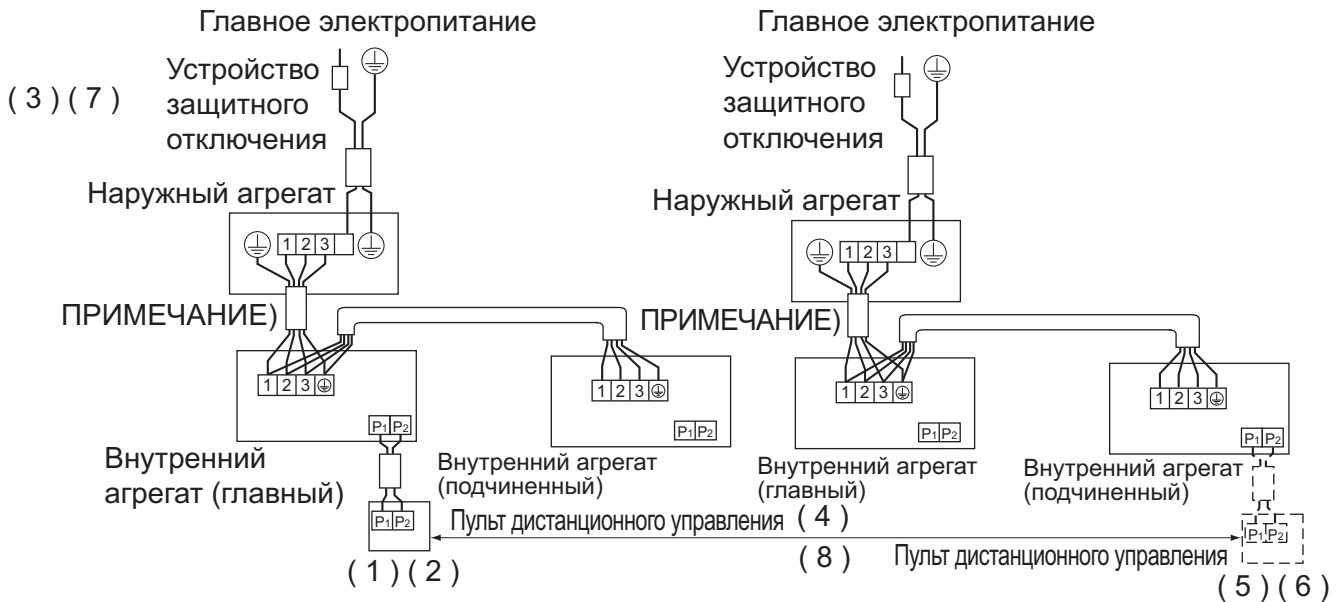 Главное электропитание
Главное электропитание
Устройство
защитного
отключения
Устройство
защитного
отключения
( 3 ) ( 7 )
Наружный агрегат
Наружный агрегат
1 2 3
1 2 3
ПРИМЕЧАНИЕ)
ПРИМЕЧАНИЕ)
1 2 3
1 2 3
1 2 3
1 2 3
P1 P2
P1 P2
P1 P2
P1 P2
Внутренний
агрегат (главный)
Внутренний агрегат
(подчиненный)
Внутренний агрегат
(главный)
Внутренний агрегат
(подчиненный)
P1 P2
Пульт дистанционного управления ( 4 )
P1 P2
( 8 ) Пульт дистанционного управления
( 1 ) ( 2 )
( 5 ) ( 6 )